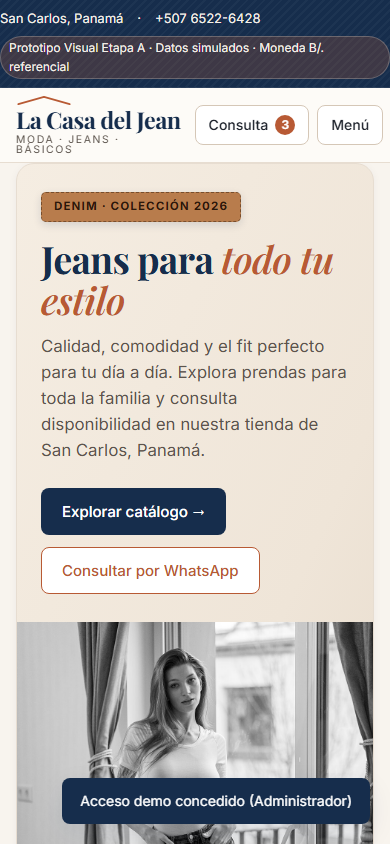 San Carlos, Panamá · +507 6522-6428
Prototipo Visual Etapa A · Datos simulados · Moneda B/.
referencial
La Casa del Jean
MODA · JEANS ·
BÁSICOS
Consulta 3
Menú
DENIM · COLECCIÓN 2026
Jeans para todo tu
estilo
Calidad, comodidad y el fit perfecto
para tu día a día. Explora prendas para
toda la familia y consulta
disponibilidad en nuestra tienda de
San Carlos, Panamá.
Explorar catálogo →
Consultar por WhatsApp
Acceso demo concedido (Administrador)